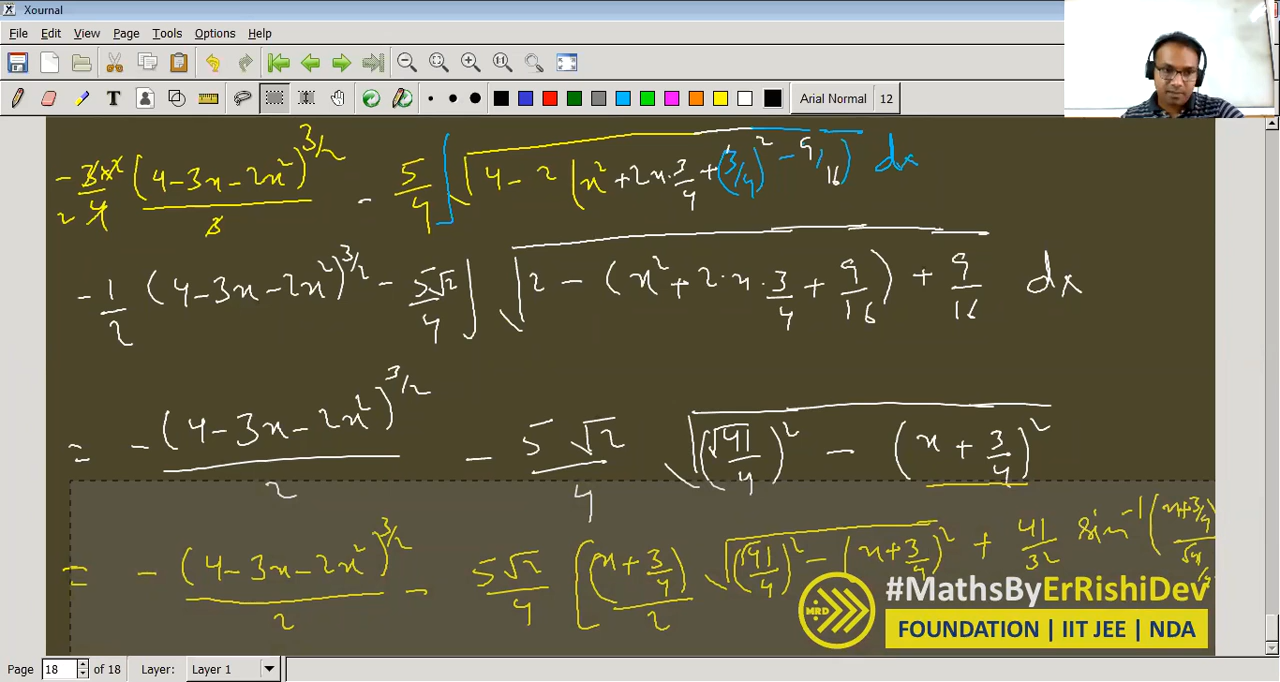 Xournal
File Edit View Page Tools Options Help
Arial Normal 12
(4-3x-2x²)^3/2 - 5/4 ∫ √(4 - 2(x² + 2x·3/4 + (3/4)² - 9/16) dx
-1/2 (4-3x-2x²)^3/2 - 5√2/4 ∫ √(2 - (x² + 2·x·3/4 + 9/16) + 9/16 dx
= -(4-3x-2x²)^3/2 / 2 - 5√2/4 √((√41/4)² - (x + 3/4)²
= -(4-3x-2x²)^3/2 / 2 - 5√2/4 [(x + 3/4)/2 √((√41/4)² - (x + 3/4)² + 41/32 sin⁻¹(x+3/4 / √41/4
MRD
#MathsByErRishiDev
FOUNDATION | IIT JEE | NDA
Page 18 of 18 Layer: Layer 1